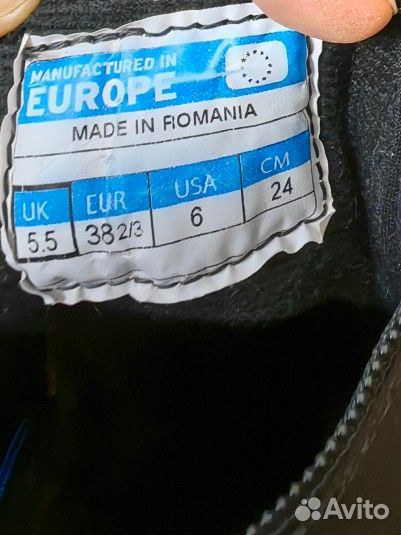 MANUFACTURED IN
EUROPE
MADE IN ROMANIA
UK EUR USA CM
5.5 38 2/3 6 24
Avito